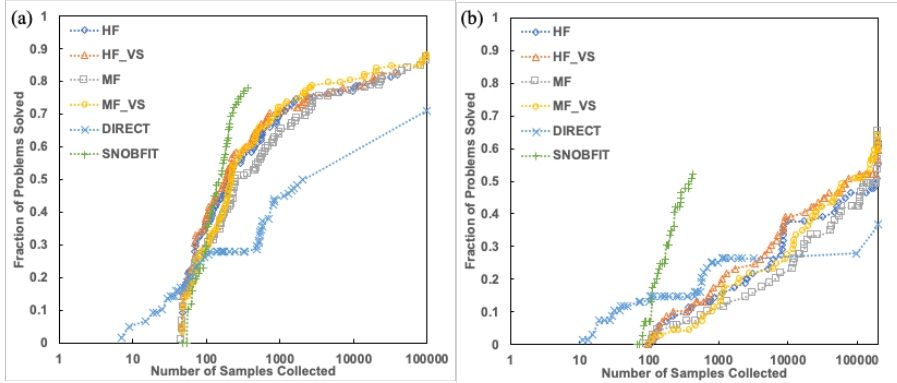 (a)
Fraction of Problems Solved
1
0.9
0.8
0.7
0.6
0.5
0.4
0.3
0.2
0.1
0
HF
HF_VS
MF
MF_VS
DIRECT
SNOBFIT
1 10 100 1000 10000 100000
Number of Samples Collected
(b)
Fraction of Problems Solved
1
0.9
0.8
0.7
0.6
0.5
0.4
0.3
0.2
0.1
0
HF
HF_VS
MF
MF_VS
DIRECT
SNOBFIT
1 10 100 1000 10000 100000
Number of Samples Collected